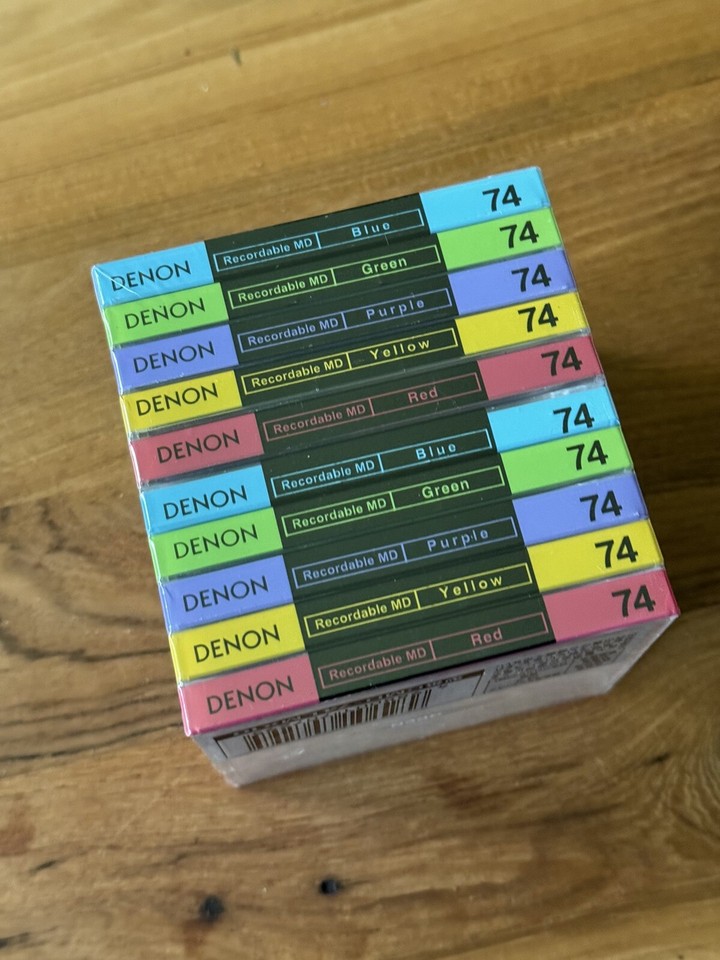 DENON Recordable MD Blue 74
DENON Recordable MD Green 74
DENON Recordable MD Purple 74
DENON Recordable MD Yellow 74
DENON Recordable MD Red 74
DENON Recordable MD Blue 74
DENON Recordable MD Green 74
DENON Recordable MD Purple 74
DENON Recordable MD Yellow 74
DENON Recordable MD Red 74